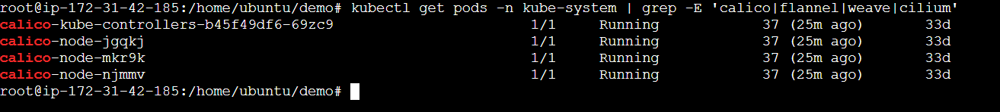 root@ip-172-31-42-185:/home/ubuntu/demo# kubectl get pods -n kube-system | grep -E 'calico|flannel|weave|cilium'
calico-kube-controllers-b45f49df6-69zc9 1/1 Running 37 (25m ago) 33d
calico-node-jgqkj 1/1 Running 37 (25m ago) 33d
calico-node-mkr9k 1/1 Running 37 (25m ago) 33d
calico-node-njmmv 1/1 Running 37 (25m ago) 33d
root@ip-172-31-42-185:/home/ubuntu/demo#